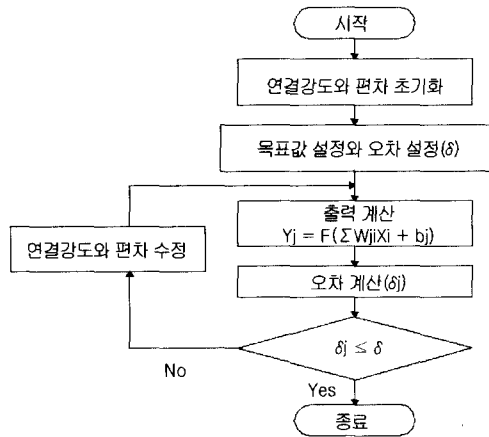 시작
연결강도와 편차 초기화
목표값 설정와 오차 설정(δ)
출력 계산
Yj = F(ΣWjiXi + bj)
연결강도와 편차 수정
오차 계산(δj)
δj ≤ δ
No
Yes
종료